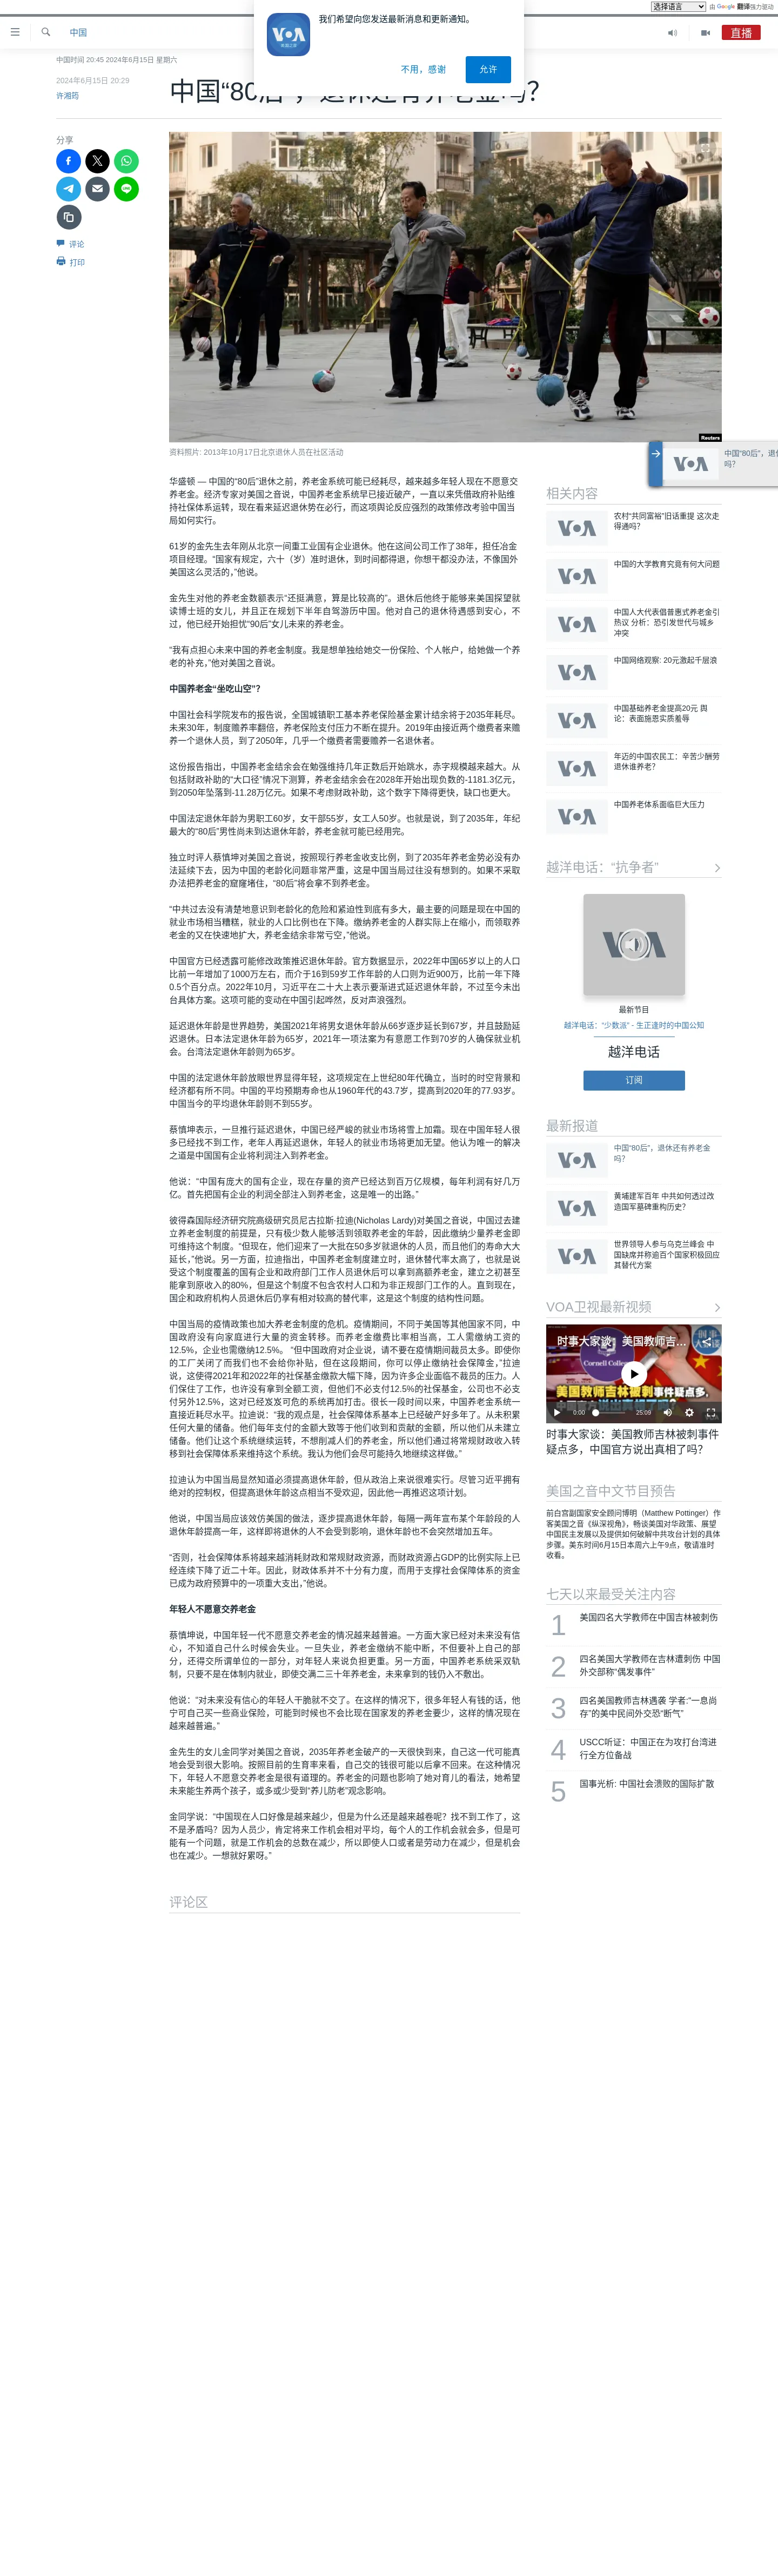 选择语言
由 Google 翻译强力驱动
中国
直播
VOA
我们希望向您发送最新消息和更新通知。
不用，感谢
允许
中国时间 20:45 2024年6月15日 星期六
2024年6月15日 20:29
许湘筠
中国“80后”，退休还有养老金吗？
分享
评论
打印
Reuters
资料照片: 2013年10月17日北京退休人员在社区活动
华盛顿 — 中国的“80后”退休之前，养老金系统可能已经耗尽，越来越多年轻人现在不愿意交
养老金。经济专家对美国之音说，中国养老金系统早已接近破产，一直以来凭借政府补贴维
持社保体系运转，现在看来延迟退休势在必行，而这项舆论反应强烈的政策修改考验中国当
局如何实行。
61岁的金先生去年刚从北京一间重工业国有企业退休。他在这间公司工作了38年，担任冶金
项目经理。“国家有规定，六十（岁）准时退休，到时间都得退，你想干都没办法，不像国外
美国这么灵活的，”他说。
金先生对他的养老金数额表示“还挺满意，算是比较高的”。退休后他终于能够来美国探望就
读博士班的女儿，并且正在规划下半年自驾游历中国。他对自己的退休待遇感到安心，不
过，他已经开始担忧“90后”女儿未来的养老金。
“我有点担心未来中国的养老金制度。我是想单独给她交一份保险、个人帐户，给她做一个养
老的补充，”他对美国之音说。
中国养老金“坐吃山空”？
中国社会科学院发布的报告说，全国城镇职工基本养老保险基金累计结余将于2035年耗尽。
未来30年，制度赡养率翻倍，养老保险支付压力不断在提升。2019年由接近两个缴费者来赡
养一个退休人员，到了2050年，几乎一个缴费者需要赡养一名退休者。
这份报告指出，中国养老金结余会在勉强维持几年正数后开始跳水，赤字规模越来越大。从
包括财政补助的“大口径”情况下测算，养老金结余会在2028年开始出现负数的-1181.3亿元，
到2050年坠落到-11.28万亿元。如果不考虑财政补助，这个数字下降得更快，缺口也更大。
中国法定退休年龄为男职工60岁，女干部55岁，女工人50岁。也就是说，到了2035年，年纪
最大的“80后”男性尚未到达退休年龄，养老金就可能已经用完。
独立时评人蔡慎坤对美国之音说，按照现行养老金收支比例，到了2035年养老金势必没有办
法延续下去，因为中国的老龄化问题非常严重，这是中国当局过往没有想到的。如果不采取
办法把养老金的窟窿堵住，“80后”将会拿不到养老金。
“中共过去没有清楚地意识到老龄化的危险和紧迫性到底有多大，最主要的问题是现在中国的
就业市场相当糟糕，就业的人口比例也在下降。缴纳养老金的人群实际上在缩小，而领取养
老金的又在快速地扩大，养老金结余非常亏空，”他说。
中国官方已经透露可能修改政策推迟退休年龄。官方数据显示，2022年中国65岁以上的人口
比前一年增加了1000万左右，而介于16到59岁工作年龄的人口则为近900万，比前一年下降
0.5个百分点。2022年10月，习近平在二十大上表示要渐进式延迟退休年龄，不过至今未出
台具体方案。这项可能的变动在中国引起哗然，反对声浪强烈。
延迟退休年龄是世界趋势，美国2021年将男女退休年龄从66岁逐步延长到67岁，并且鼓励延
迟退休。日本法定退休年龄为65岁，2021年一项法案为有意愿工作到70岁的人确保就业机
会。台湾法定退休年龄则为65岁。
中国的法定退休年龄放眼世界显得年轻，这项规定在上世纪80年代确立，当时的时空背景和
经济都有所不同。中国的平均预期寿命也从1960年代的43.7岁，提高到2020年的77.93岁。
中国当今的平均退休年龄则不到55岁。
蔡慎坤表示，一旦推行延迟退休，中国已经严峻的就业市场将雪上加霜。现在中国年轻人很
多已经找不到工作，老年人再延迟退休，年轻人的就业市场将更加无望。他认为唯一的解决
之道是中国国有企业将利润注入到养老金。
他说：“中国有庞大的国有企业，现在存量的资产已经达到百万亿规模，每年利润有好几万
亿。首先把国有企业的利润全部注入到养老金，这是唯一的出路。”
彼得森国际经济研究院高级研究员尼古拉斯·拉迪(Nicholas Lardy)对美国之音说，中国过去建
立养老金制度的前提是，只有极少数人能够活到领取养老金的年龄，因此缴纳少量养老金即
可维持这个制度。“但现在，他们迎来了一大批在50多岁就退休的人员，而且他们的寿命大大
延长，”他说。另一方面，拉迪指出，中国养老金制度建立时，退休替代率太高了，也就是说
受这个制度覆盖的国有企业和政府部门工作人员退休后可以拿到高额养老金，建立之初甚至
能拿到原收入的80%，但是这个制度不包含农村人口和为非正规部门工作的人。直到现在，
国企和政府机构人员退休后仍享有相对较高的替代率，这是这个制度的结构性问题。
中国当局的疫情政策也加大养老金制度的危机。疫情期间，不同于美国等其他国家不同，中
国政府没有向家庭进行大量的资金转移。而养老金缴费比率相当高，工人需缴纳工资的
12.5%，企业也需缴纳12.5%。 “但中国政府对企业说，请不要在疫情期间裁员太多。即使你
的工厂关闭了而我们也不会给你补贴，但在这段期间，你可以停止缴纳社会保障金，”拉迪
说，这使得2021年和2022年的社保基金缴款大幅下降，因为许多企业面临不裁员的压力。人
们保住了工作，也许没有拿到全额工资，但他们不必支付12.5%的社保基金，公司也不必支
付另外12.5%，这对已经岌岌可危的系统再加打击。很长一段时间以来，中国养老金系统一
直接近耗尽水平。拉迪说：“我的观点是，社会保障体系基本上已经破产好多年了。从未积累
任何大量的储备。他们每年支付的金额大致等于他们收到和贡献的金额，所以他们从未建立
储备。他们让这个系统继续运转，不想削减人们的养老金，所以他们通过将常规财政收入转
移到社会保障体系来维持这个系统。我认为他们会尽可能持久地继续这样做。”
拉迪认为中国当局显然知道必须提高退休年龄，但从政治上来说很难实行。尽管习近平拥有
绝对的控制权，但提高退休年龄这点相当不受欢迎，因此他一再推迟这项计划。
他说，中国当局应该效仿美国的做法，逐步提高退休年龄，每隔一两年宣布某个年龄段的人
退休年龄提高一年，这样即将退休的人不会受到影响，退休年龄也不会突然增加五年。
“否则，社会保障体系将越来越消耗财政和常规财政资源，而财政资源占GDP的比例实际上已
经连续下降了近二十年。因此，财政体系并不十分有力度，而用于支撑社会保障体系的资金
已成为政府预算中的一项重大支出，”他说。
年轻人不愿意交养老金
蔡慎坤说，中国年轻一代不愿意交养老金的情况越来越普遍。一方面大家已经对未来没有信
心，不知道自己什么时候会失业。一旦失业，养老金缴纳不能中断，不但要补上自己的部
分，还得交所谓单位的一部分，对年轻人来说负担更重。另一方面，中国养老系统采双轨
制，只要不是在体制内就业，即使交满二三十年养老金，未来拿到的钱仍入不敷出。
他说：“对未来没有信心的年轻人干脆就不交了。在这样的情况下，很多年轻人有钱的话，他
宁可自己买一些商业保险，可能到时候也不会比现在国家发的养老金要少，这样的情况现在
越来越普遍。”
金先生的女儿金同学对美国之音说，2035年养老金破产的一天很快到来，自己这一代可能真
地会受到很大影响。按照目前的生育率来看，自己交的钱很可能以后拿不回来。在这种情况
下，年轻人不愿意交养老金是很有道理的。养老金的问题也影响了她对育儿的看法，她希望
未来能生养两个孩子，或多或少受到“养儿防老”观念影响。
金同学说：“中国现在人口好像是越来越少，但是为什么还是越来越卷呢？找不到工作了，这
不是矛盾吗？因为人员少，肯定将来工作机会相对平均，每个人的工作机会就会多，但是可
能有一个问题，就是工作机会的总数在减少，所以即使人口或者是劳动力在减少，但是机会
也在减少。一想就好累呀。”
评论区
VOA
中国“80后”，退休
吗？
相关内容
VOA
农村“共同富裕”旧话重提 这次走
得通吗？
VOA
中国的大学教育究竟有何大问题
VOA
中国人大代表倡普惠式养老金引
热议 分析：恐引发世代与城乡
冲突
VOA
中国网络观察: 20元激起千层浪
VOA
中国基础养老金提高20元 舆
论：表面施恩实质羞辱
VOA
年迈的中国农民工：辛苦少酬劳
退休谁养老？
VOA
中国养老体系面临巨大压力
越洋电话：“抗争者”
VOA
最新节目
越洋电话：“少数派” - 生正逢时的中国公知
越洋电话
订阅
最新报道
VOA
中国“80后”，退休还有养老金
吗？
VOA
黄埔建军百年 中共如何透过改
造国军墓碑重构历史？
VOA
世界领导人参与乌克兰峰会 中
国缺席并称逾百个国家积极回应
其替代方案
VOA卫视最新视频
时事大家谈：美国教师吉…
Cornell College
美国教师吉林被刺事件疑点多，
0:00
25:09
时事大家谈：美国教师吉林被刺事件
疑点多，中国官方说出真相了吗？
美国之音中文节目预告
前白宫副国家安全顾问博明（Matthew Pottinger）作
客美国之音《纵深视角》，畅谈美国对华政策、展望
中国民主发展以及提供如何破解中共攻台计划的具体
步骤。美东时间6月15日本周六上午9点，敬请准时
收看。
七天以来最受关注内容
1
美国四名大学教师在中国吉林被刺伤
2
四名美国大学教师在吉林遭刺伤 中国
外交部称“偶发事件”
3
四名美国教师吉林遇袭 学者:“一息尚
存”的美中民间外交恐“断气”
4
USCC听证：中国正在为攻打台湾进
行全方位备战
5
国事光析: 中国社会溃败的国际扩散